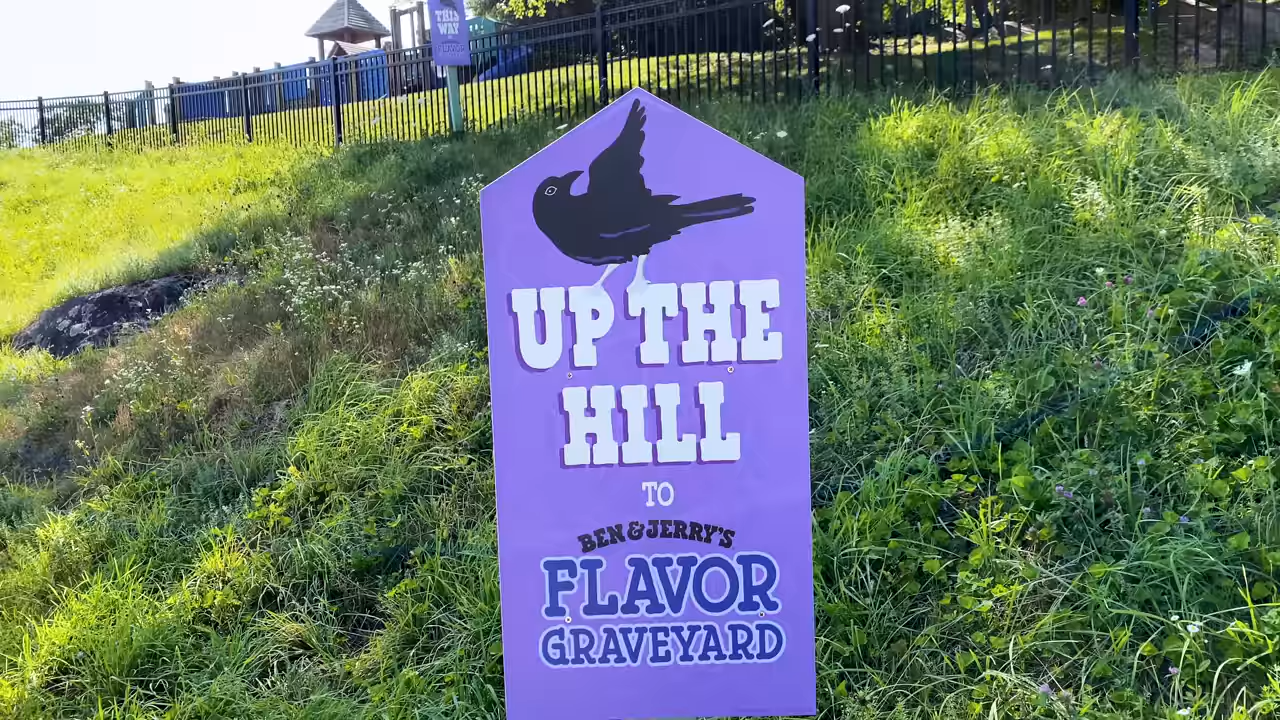 THIS
WAY
UP THE
HILL
TO
BEN & JERRY'S
FLAVOR
GRAVEYARD